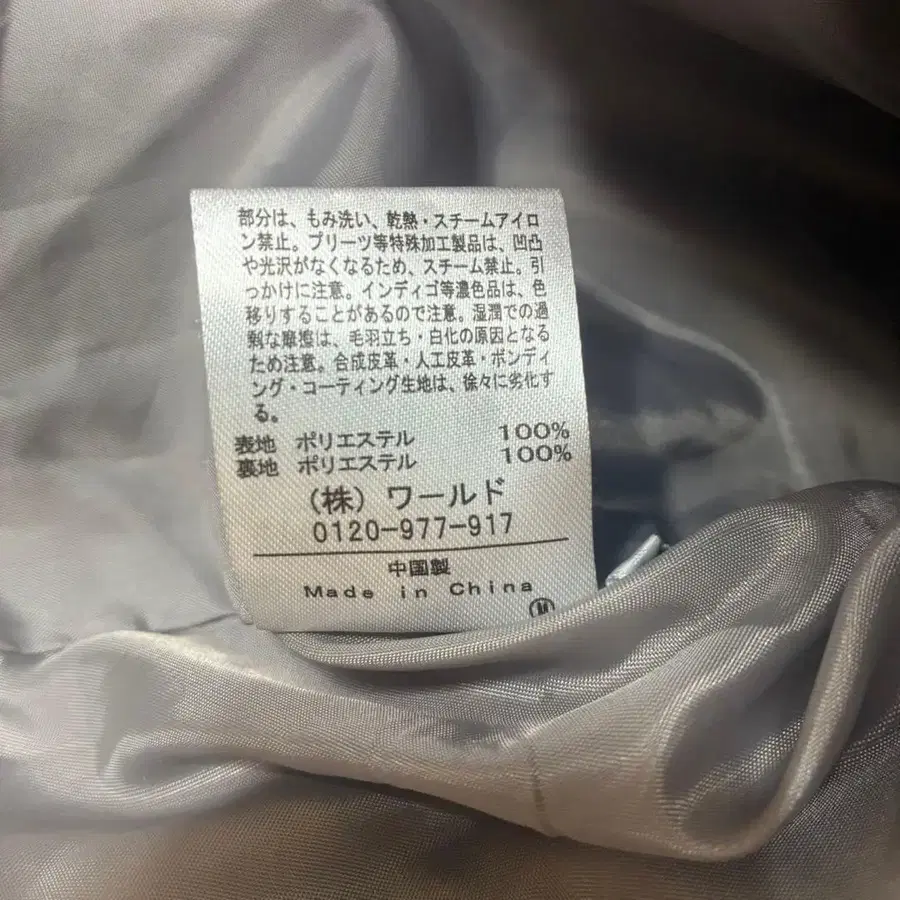 部分は、もみ洗い、乾熱・スチームアイロ
ン禁止。プリーツ等特殊加工製品は、凹凸
や光沢がなくなるため、スチーム禁止。引
っかけに注意。インディゴ等濃色品は、色
移りすることがあるので注意。湿潤での過
剰な摩擦は、毛羽立ち・白化の原因となる
ため注意。合成皮革・人工皮革・ボンディ
ング・コーティング生地は、徐々に劣化す
る。
表地 ポリエステル 100%
裏地 ポリエステル 100%
(株)ワールド
0120-977-917
中国製
Made in China
M